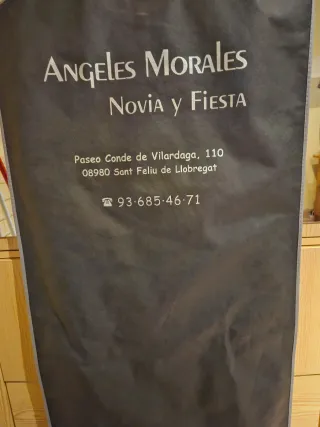 ANGELES MORALES
NOVIA Y FIESTA
Paseo Conde de Vilardaga, 110
08980 Sant Feliu de Llobregat
☎ 93·685·46·71